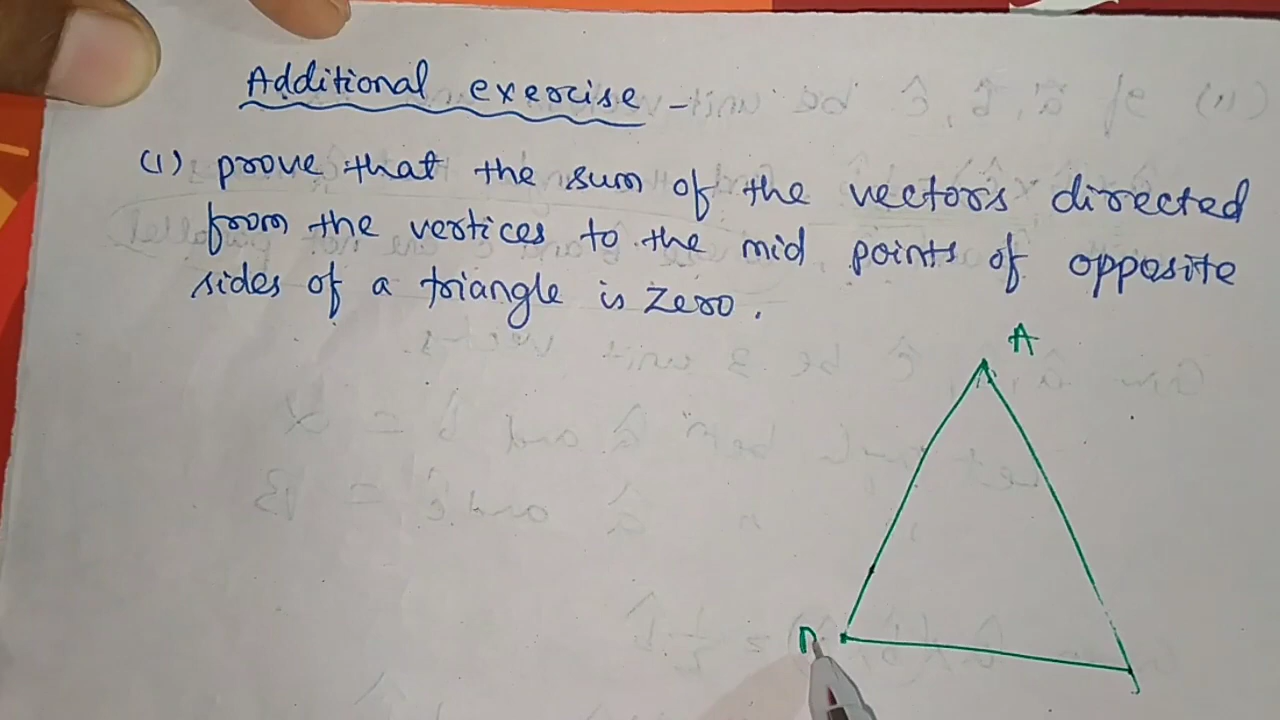 Additional exercise -
(1) prove that the sum of the vectors directed
from the vertices to the mid points of opposite
sides of a triangle is zero.
A